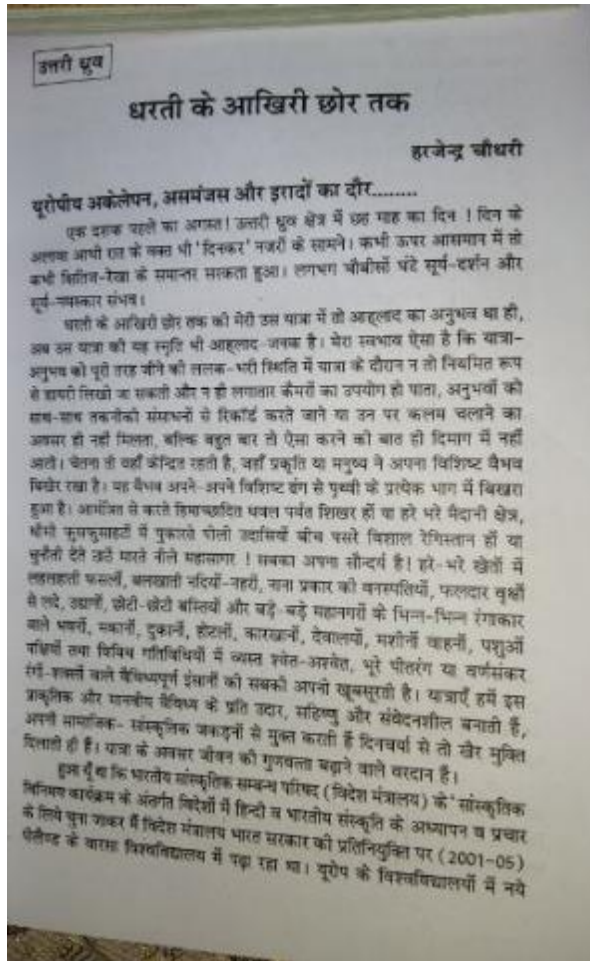 उत्तरी ध्रुव
धरती के आखिरी छोर तक
हरजेन्द्र चौधरी
यूरोपीय अकेलेपन, असमंजस और इरादों का दौर........
एक दशक पहले का अगस्त! उत्तरी ध्रुव क्षेत्र में छह माह का दिन ! दिन के
अलावा आधी रात के वक्त भी 'दिनकर' नजरों के सामने। कभी ऊपर आसमान में तो
कभी क्षितिज-रेखा के समान्तर सरकता हुआ। लगभग चौबीसों घंटे सूर्य-दर्शन और
सूर्य-नमस्कार संभव।
धरती के आखिरी छोर तक की मेरी उस यात्रा में तो आह्लाद का अनुभव था ही,
अब उस यात्रा की यह स्मृति भी आह्लाद-जनक है। मेरा स्वभाव ऐसा है कि यात्रा-
अनुभव को पूरी तरह जीने की ललक-भरी स्थिति में यात्रा के दौरान न तो नियमित रूप
से डायरी लिखी जा सकती और न ही लगातार कैमरों का उपयोग हो पाता, अनुभवों को
साथ-साथ तकनीकी संसाधनों से रिकॉर्ड करते जाने या उन पर कलम चलाने का
अवसर ही नहीं मिलता, बल्कि बहुत बार तो ऐसा करने की बात ही दिमाग में नहीं
आती। चेतना तो वहाँ केन्द्रित रहती है, जहाँ प्रकृति या मनुष्य ने अपना विशिष्ट वैभव
बिखेर रखा है। यह वैभव अपने-अपने विशिष्ट ढंग से पृथ्वी के प्रत्येक भाग में बिखरा
हुआ है। आमंत्रित से करते हिमाच्छादित धवल पर्वत शिखर हों या हरे भरे मैदानी क्षेत्र,
धीमी फुसफुसाहटों में पुकारते पीली उदासियों बीच पसरे विशाल रेगिस्तान हों या
चुनौती देते ठाठें मारते नीले महासागर ! सबका अपना सौन्दर्य है! हरे-भरे खेतों में
लहलहाती फसलों, बलखाती नदियों-नहरों, नाना प्रकार की वनस्पतियों, फलदार वृक्षों
से लदे, उद्यानों, छोटी-छोटी बस्तियों और बड़े-बड़े महानगरों के भिन्न-भिन्न रंगाकार
वाले भवनों, मकानों, दुकानों, होटलों, कारखानों, देवालयों, मशीनों वाहनों, पशुओं
पक्षियों तथा विविध गतिविधियों में व्यस्त श्वेत-अश्वेत, भूरे पीतरंग या वर्णसंकर
रंगों-शक्लों वाले वैविध्यपूर्ण इंसानों की सबकी अपनी खूबसूरती है। यात्राएँ हमें इस
प्राकृतिक और मानवीय वैविध्य के प्रति उदार, सहिष्णु और संवेदनशील बनाती हैं,
अपनी सामाजिक- सांस्कृतिक जकड़नों से मुक्त करती हैं दिनचर्या से तो खैर मुक्ति
दिलाती ही हैं। यात्रा के अवसर जीवन की गुणवत्ता बढ़ाने वाले वरदान हैं।
हुआ यूँ था कि भारतीय सांस्कृतिक सम्बन्ध परिषद (विदेश मंत्रालय) के 'सांस्कृतिक
विनिमय कार्यक्रम के अंतर्गत विदेशों में हिन्दी व भारतीय संस्कृति के अध्यापन व प्रचार
के लिये चुना जाकर मैं विदेश मंत्रालय भारत सरकार की प्रतिनियुक्ति पर (2001-05)
पोलैण्ड के वारसा विश्वविद्यालय में पढ़ा रहा था। यूरोप के विश्वविद्यालयों में नये